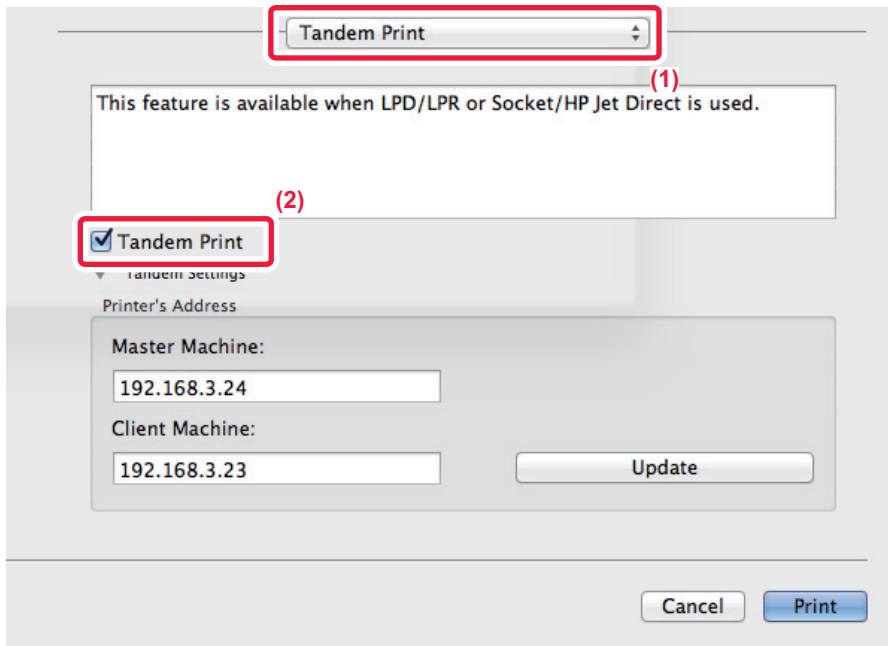 Tandem Print
(1)
This feature is available when LPD/LPR or Socket/HP Jet Direct is used.
(2)
Tandem Print
Tandem Settings
Printer's Address
Master Machine:
192.168.3.24
Client Machine:
192.168.3.23
Update
Cancel
Print